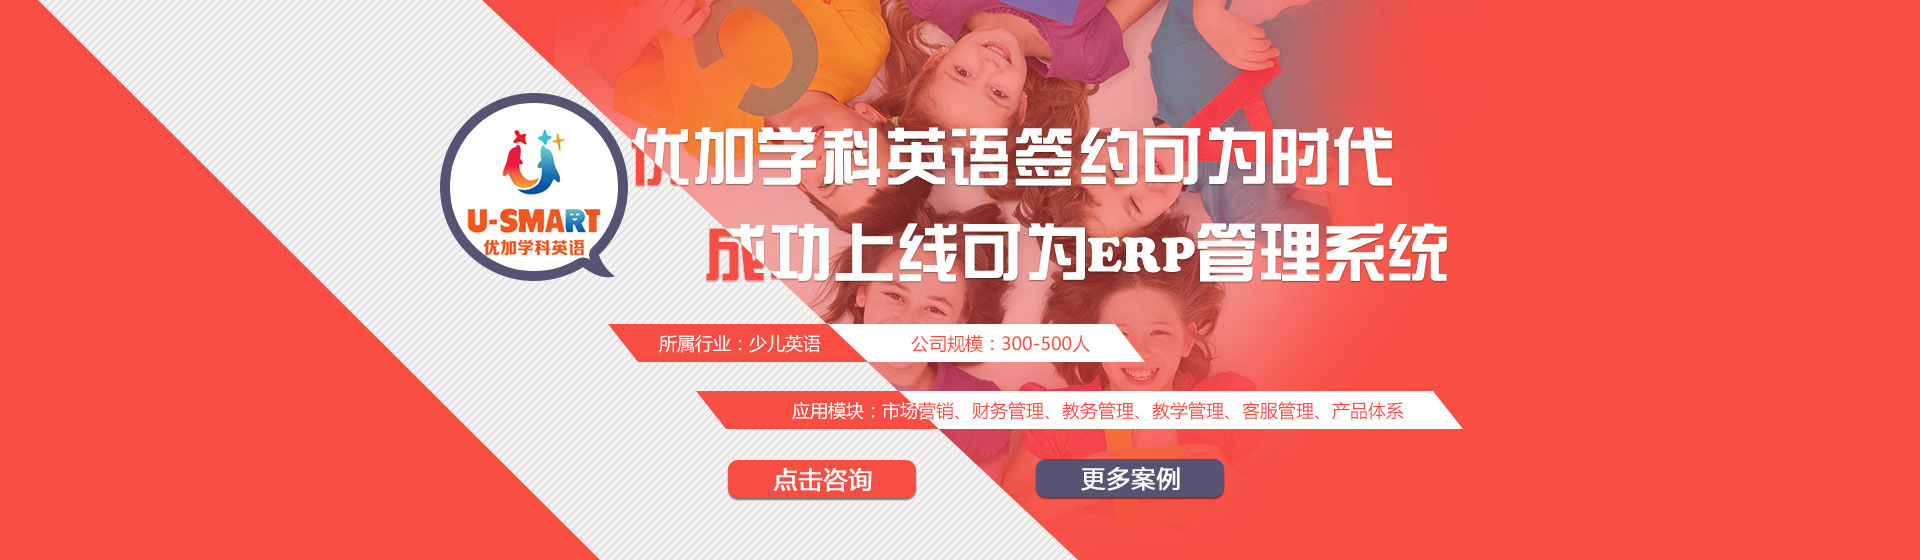 U-SMART
优加学科英语
优加学科英语签约可为时代
成功上线可为ERP管理系统
所属行业：少儿英语
公司规模：300-500人
应用模块：市场营销、财务管理、教务管理、教学管理、客服管理、产品体系
点击咨询
更多案例